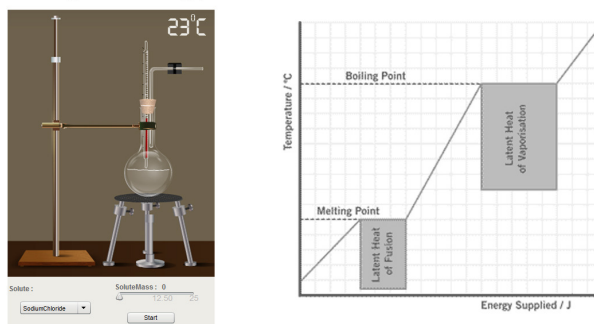 23°C
Solute :
SodiumChloride
SoluteMass : 0
12.50 25
Start
Temperature / °C
Boiling Point
Latent Heat
of Vaporisation
Melting Point
Latent Heat
of Fusion
Energy Supplied / J